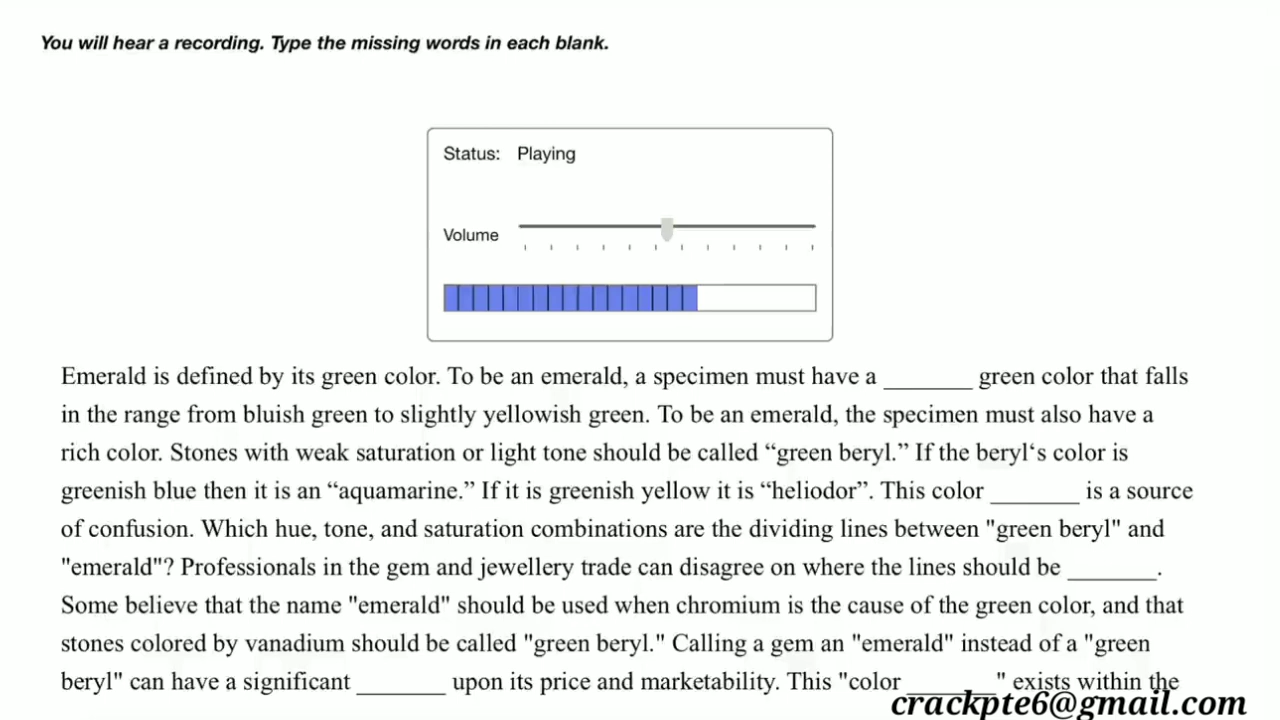 You will hear a recording. Type the missing words in each blank.
Status: Playing
Volume
Emerald is defined by its green color. To be an emerald, a specimen must have a ________ green color that falls
in the range from bluish green to slightly yellowish green. To be an emerald, the specimen must also have a
rich color. Stones with weak saturation or light tone should be called “green beryl.” If the beryl‘s color is
greenish blue then it is an “aquamarine.” If it is greenish yellow it is “heliodor”. This color ________ is a source
of confusion. Which hue, tone, and saturation combinations are the dividing lines between "green beryl" and
"emerald"? Professionals in the gem and jewellery trade can disagree on where the lines should be ________.
Some believe that the name "emerald" should be used when chromium is the cause of the green color, and that
stones colored by vanadium should be called "green beryl." Calling a gem an "emerald" instead of a "green
beryl" can have a significant ________ upon its price and marketability. This "color ________" exists within the
crackpte6@gmail.com